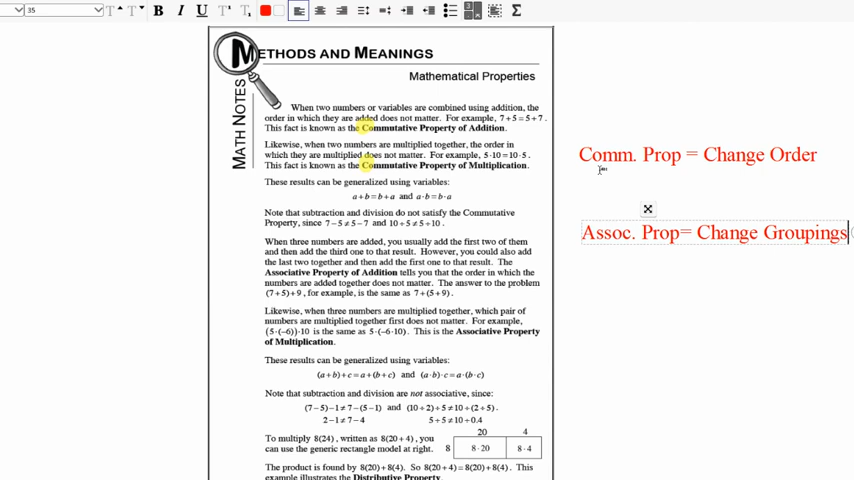 35
B I U
METHODS AND MEANINGS
MATH NOTES
Mathematical Properties
When two numbers or variables are combined using addition, the
order in which they are added does not matter. For example, 7 + 5 = 5 + 7.
This fact is known as the Commutative Property of Addition.
Likewise, when two numbers are multiplied together, the order in
which they are multiplied does not matter. For example, 5·10 = 10·5.
This fact is known as the Commutative Property of Multiplication.
These results can be generalized using variables:
a + b = b + a and a·b = b·a
Note that subtraction and division do not satisfy the Commutative
Property, since 7 − 5 ≠ 5 − 7 and 10 ÷ 5 ≠ 5 ÷ 10.
When three numbers are added, you usually add the first two of them
and then add the third one to that result. However, you could also add
the last two together and then add the first one to that result. The
Associative Property of Addition tells you that the order in which the
numbers are added together does not matter. The answer to the problem
(7 + 5) + 9, for example, is the same as 7 + (5 + 9).
Likewise, when three numbers are multiplied together, which pair of
numbers are multiplied together first does not matter. For example,
(5·(−6))·10 is the same as 5·(−6·10). This is the Associative Property
of Multiplication.
These results can be generalized using variables:
(a + b) + c = a + (b + c) and (a·b)·c = a·(b·c)
Note that subtraction and division are not associative, since:
(7 − 5) − 1 ≠ 7 − (5 − 1) and (10 ÷ 2) ÷ 5 ≠ 10 ÷ (2 ÷ 5).
2 − 1 ≠ 7 − 4 5 ÷ 5 ≠ 10 ÷ 0.4
To multiply 8(24), written as 8(20 + 4), you
can use the generic rectangle model at right.
20 4
8 8·20 8·4
The product is found by 8(20) + 8(4). So 8(20 + 4) = 8(20) + 8(4). This
example illustrates the Distributive Property.
Comm. Prop = Change Order
Assoc. Prop= Change Groupings